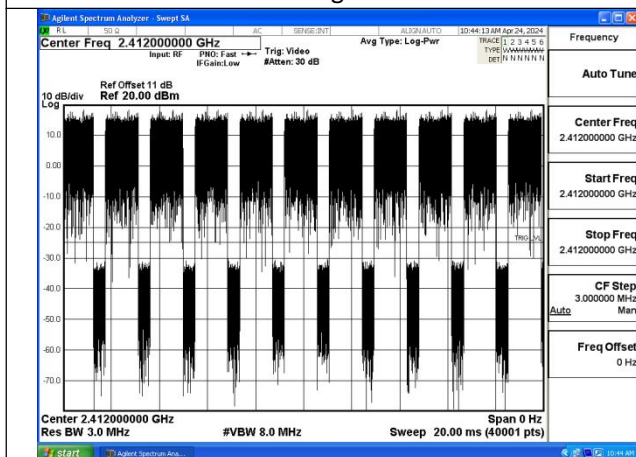 Agilent Spectrum Analyzer - Swept SA
RL 50 Ω AC SENSE:INT ALIGNAUTO 10:44:13 AM Apr 24, 2024
Center Freq 2.412000000 GHz
Input: RF PNO: Fast Trig: Video Avg Type: Log-Pwr TRACE 1 2 3 4 5 6
IFGain:Low #Atten: 30 dB TYPE
DET N N N N N N
Frequency
Auto Tune
Ref Offset 11 dB
10 dB/div Ref 20.00 dBm
Log
10.0
0.00
-10.0
-20.0
TRIG LVL
-30.0
-40.0
-50.0
-60.0
-70.0
Center Freq
2.412000000 GHz
Start Freq
2.412000000 GHz
Stop Freq
2.412000000 GHz
CF Step
3.000000 MHz
Auto Man
Freq Offset
0 Hz
Center 2.412000000 GHz Span 0 Hz
Res BW 3.0 MHz #VBW 8.0 MHz Sweep 20.00 ms (40001 pts)
start Agilent Spectrum Ana... 10:44 AM